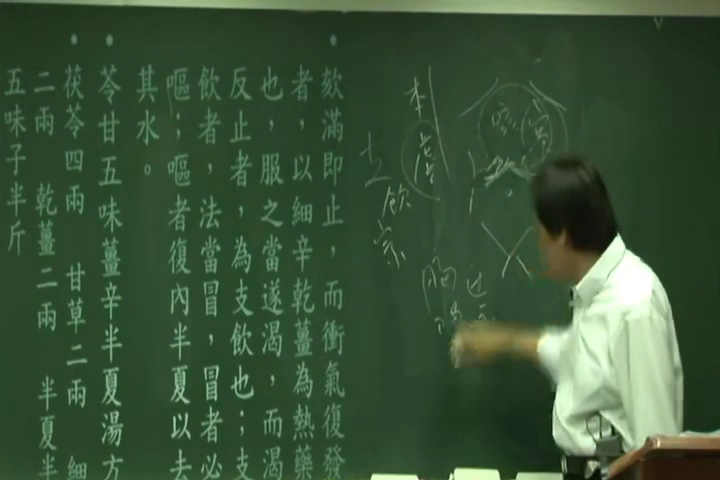 欬滿即止，而衝氣復發
者，以細辛乾薑為熱藥
也，服之當遂渴，而渴
反止者，為支飲也；支
飲者，法當冒，冒者必
嘔；嘔者復內半夏以去
其水。
苓甘五味薑辛半夏湯方
茯苓四兩 甘草二兩 細
二兩 乾薑二兩 半夏半
五味子半斤
本
支飲
胸